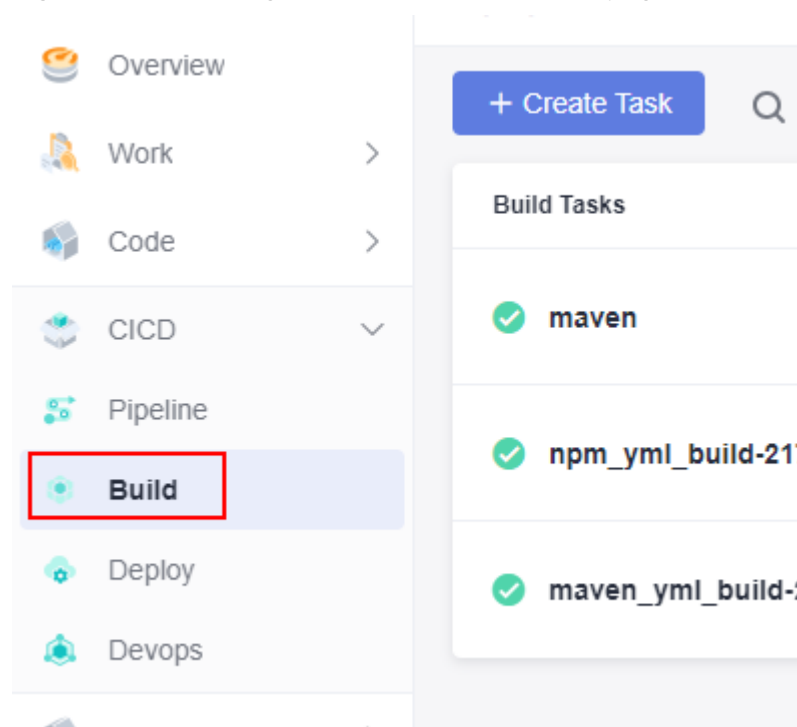 Overview
Work
Code
CICD
Pipeline
Build
Deploy
Devops
+ Create Task
Build Tasks
maven
npm_yml_build-21
maven_yml_build-